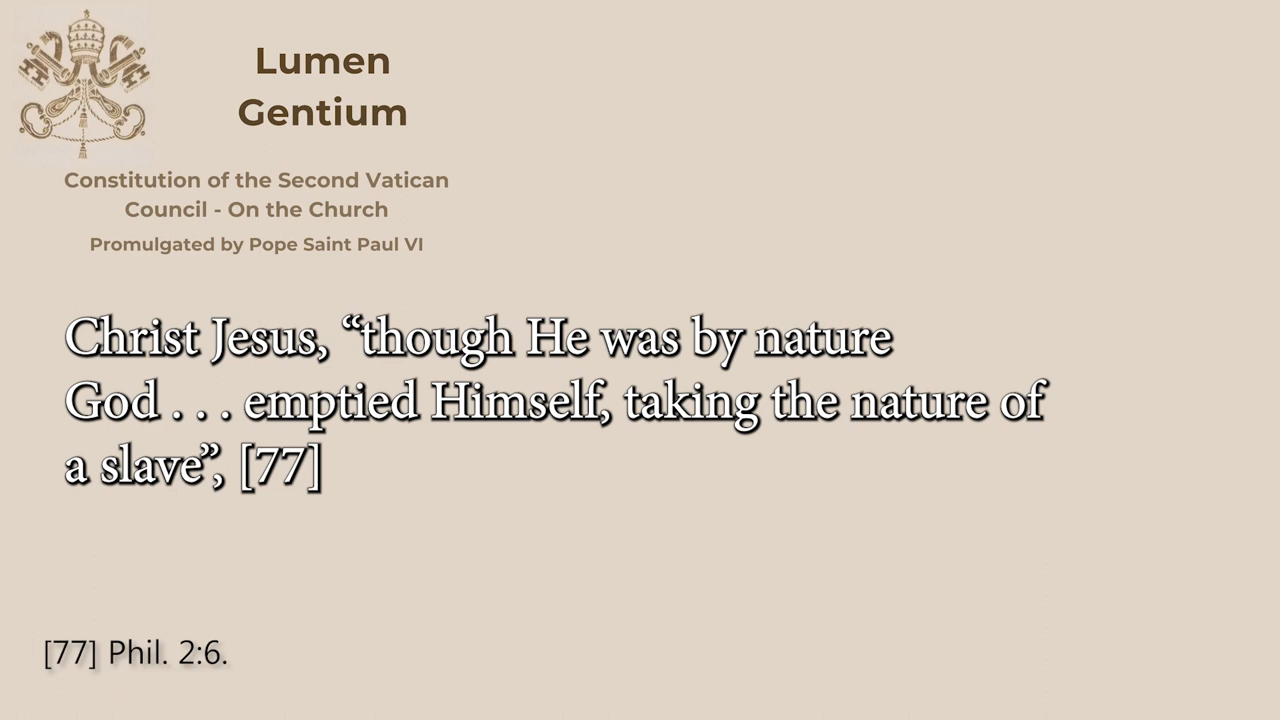 Lumen
Gentium
Constitution of the Second Vatican
Council - On the Church
Promulgated by Pope Saint Paul VI
Christ Jesus, “though He was by nature
God . . . emptied Himself, taking the nature of
a slave”, [77]
[77] Phil. 2:6.